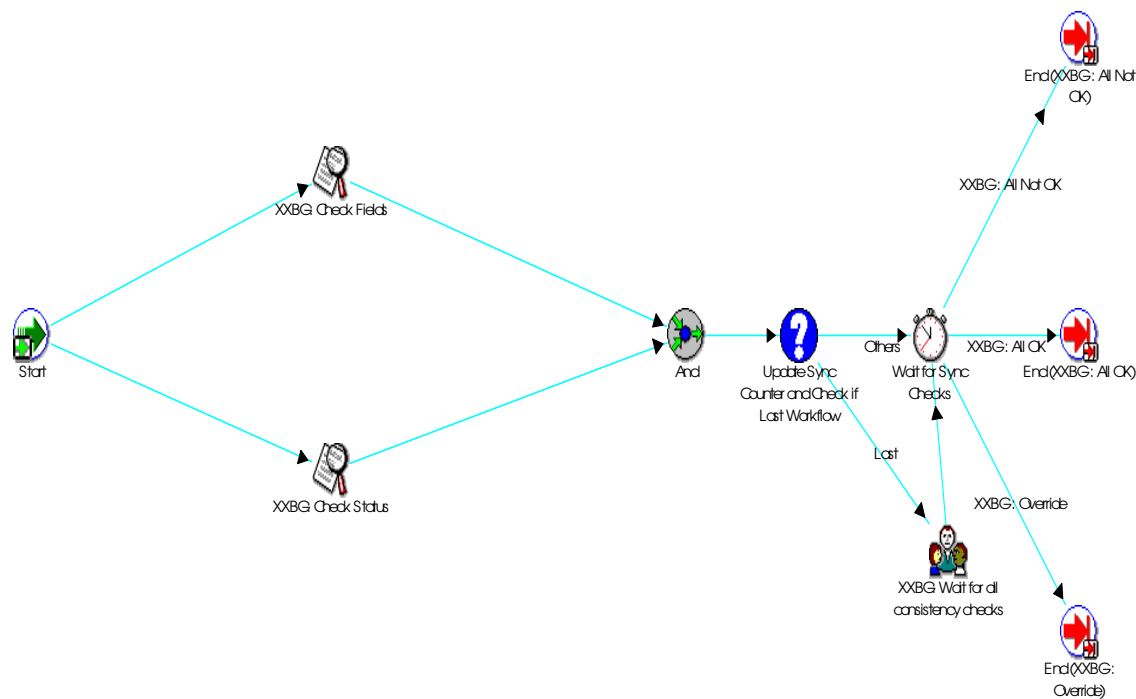 End(XXBG: All Not
OK)
XXBG: All Not OK
XXBG: Check Fields
Start
And
Update Sync
Counter and Check if
Last Workflow
Others
Wait for Sync
Checks
XXBG: All OK
End(XXBG: All OK)
Last
XXBG: Check Status
XXBG: Override
XXBG: Wait for all
consistency checks
End(XXBG:
Override)